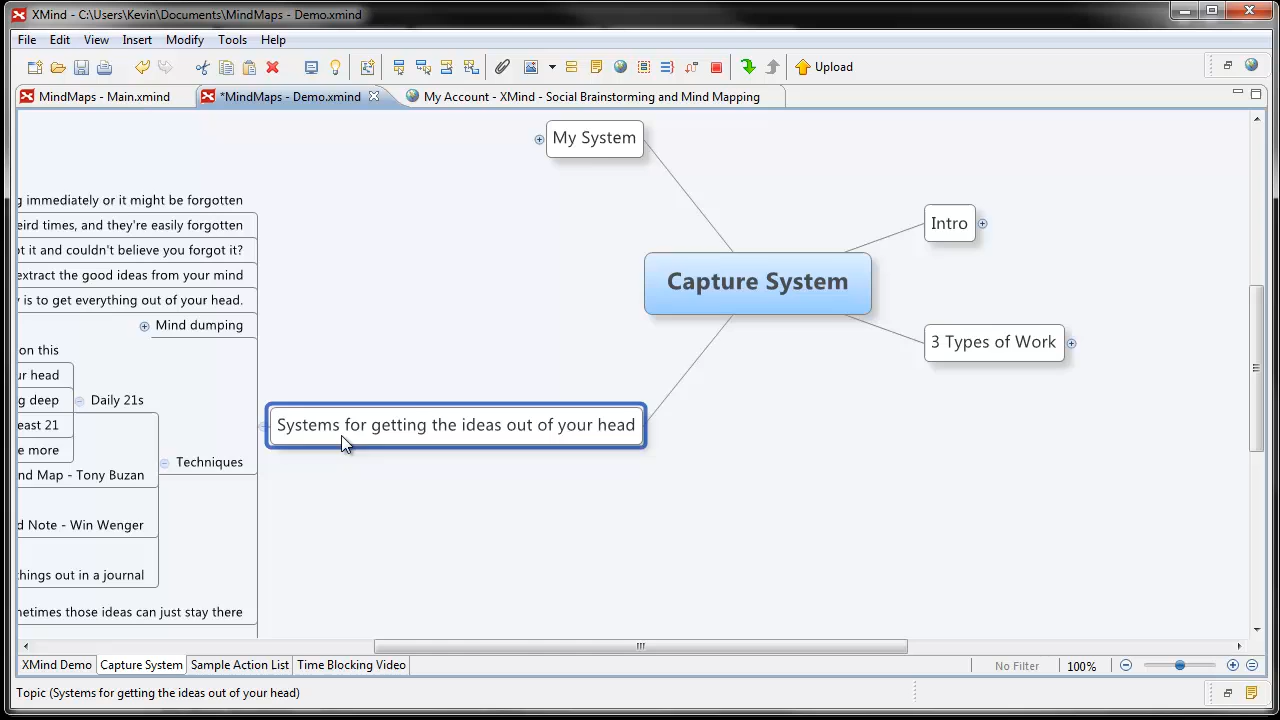 XMind - C:\Users\Kevin\Documents\MindMaps - Demo.xmind
File Edit View Insert Modify Tools Help
Upload
MindMaps - Main.xmind *MindMaps - Demo.xmind My Account - XMind - Social Brainstorming and Mind Mapping
My System
g immediately or it might be forgotten
Intro
eird times, and they're easily forgotten
t it and couldn't believe you forgot it?
Capture System
extract the good ideas from your mind
is to get everything out of your head.
Mind dumping
3 Types of Work
on this
ur head
g deep
Daily 21s
east 21
Systems for getting the ideas out of your head
e more
Techniques
nd Map - Tony Buzan
d Note - Win Wenger
things out in a journal
metimes those ideas can just stay there
XMind Demo Capture System Sample Action List Time Blocking Video
No Filter 100%
Topic (Systems for getting the ideas out of your head)